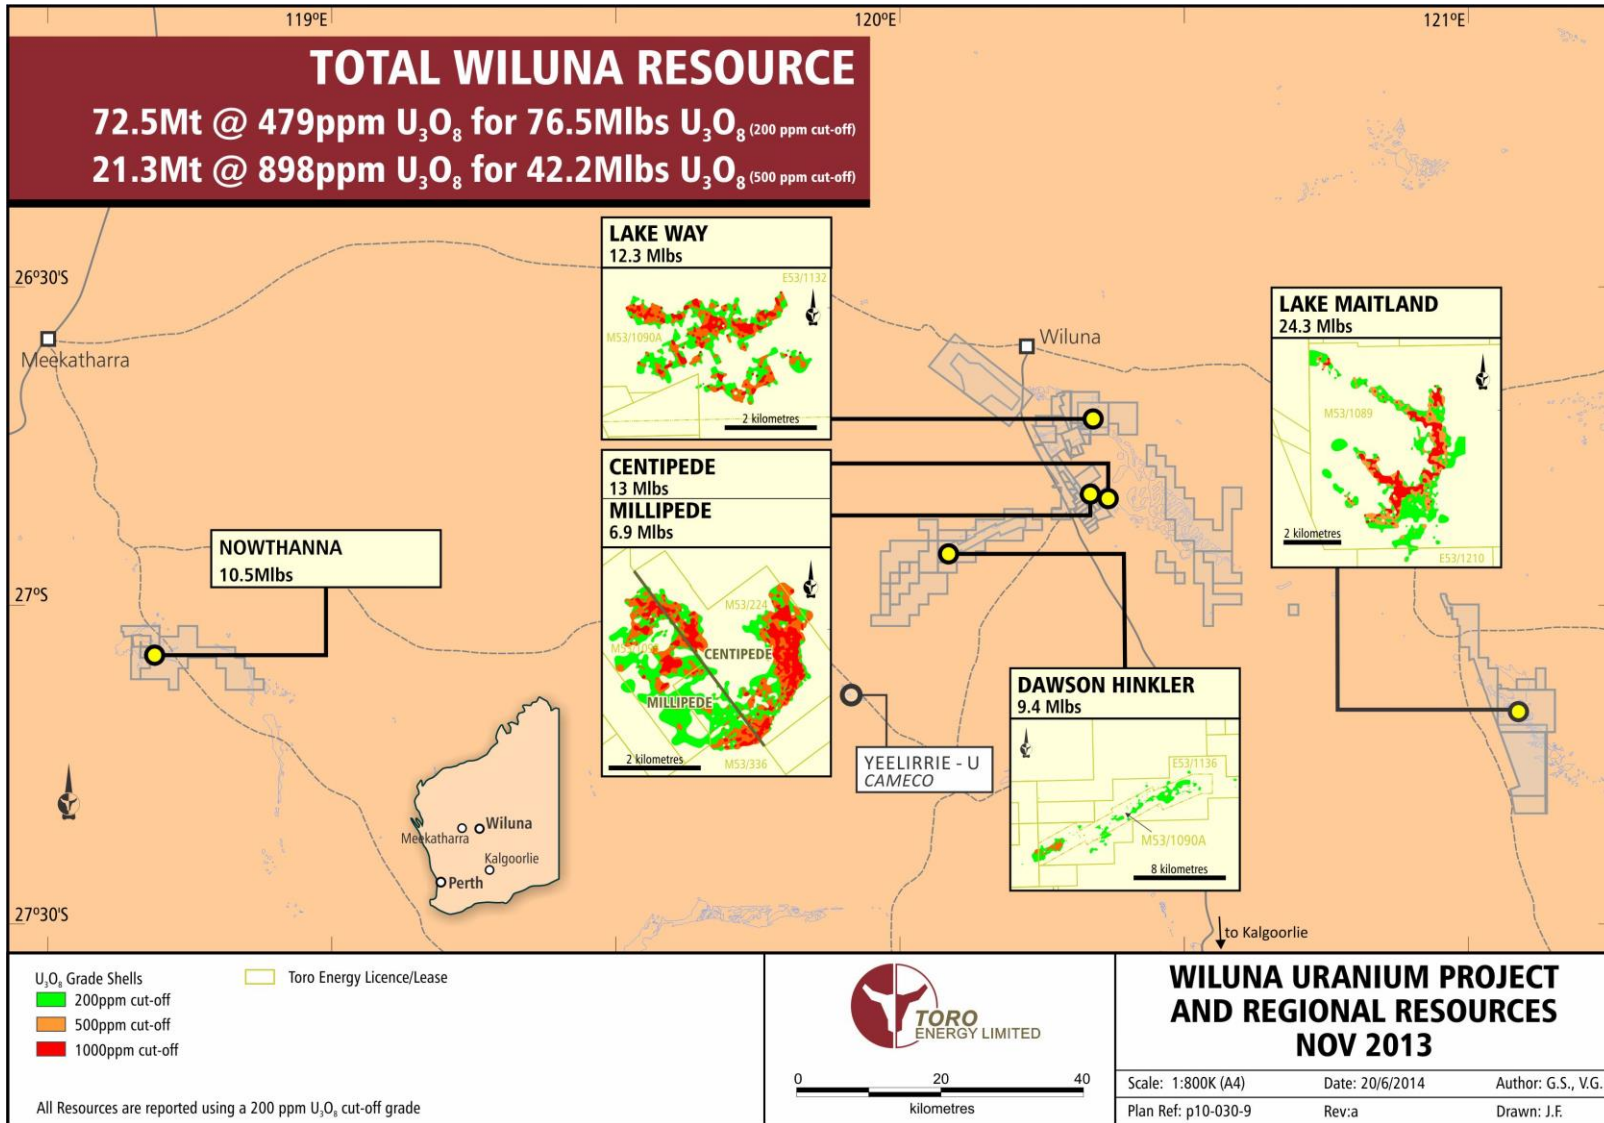 119ºE
120ºE
121ºE
TOTAL WILUNA RESOURCE
72.5Mt @ 479ppm U₃O₈ for 76.5Mlbs U₃O₈ (200 ppm cut-off)
21.3Mt @ 898ppm U₃O₈ for 42.2Mlbs U₃O₈ (500 ppm cut-off)
26º30'S
27ºS
27º30'S
Meekatharra
Wiluna
LAKE WAY
12.3 Mlbs
E53/1132
M53/1090A
2 kilometres
CENTIPEDE
13 Mlbs
MILLIPEDE
6.9 Mlbs
M53/224
CENTIPEDE
MILLIPEDE
2 kilometres
M53/336
LAKE MAITLAND
24.3 Mlbs
M53/1089
2 kilometres
E53/1210
NOWTHANNA
10.5Mlbs
DAWSON HINKLER
9.4 Mlbs
E53/1136
M53/1090A
8 kilometres
YEELIRRIE - U
CAMECO
Wiluna
Meekatharra
Kalgoorlie
Perth
to Kalgoorlie
U₃O₈ Grade Shells
200ppm cut-off
500ppm cut-off
1000ppm cut-off
Toro Energy Licence/Lease
All Resources are reported using a 200 ppm U₃O₈ cut-off grade
TORO
ENERGY LIMITED
0 20 40
kilometres
WILUNA URANIUM PROJECT
AND REGIONAL RESOURCES
NOV 2013
Scale: 1:800K (A4) Date: 20/6/2014 Author: G.S., V.G.
Plan Ref: p10-030-9 Rev:a Drawn: J.F.